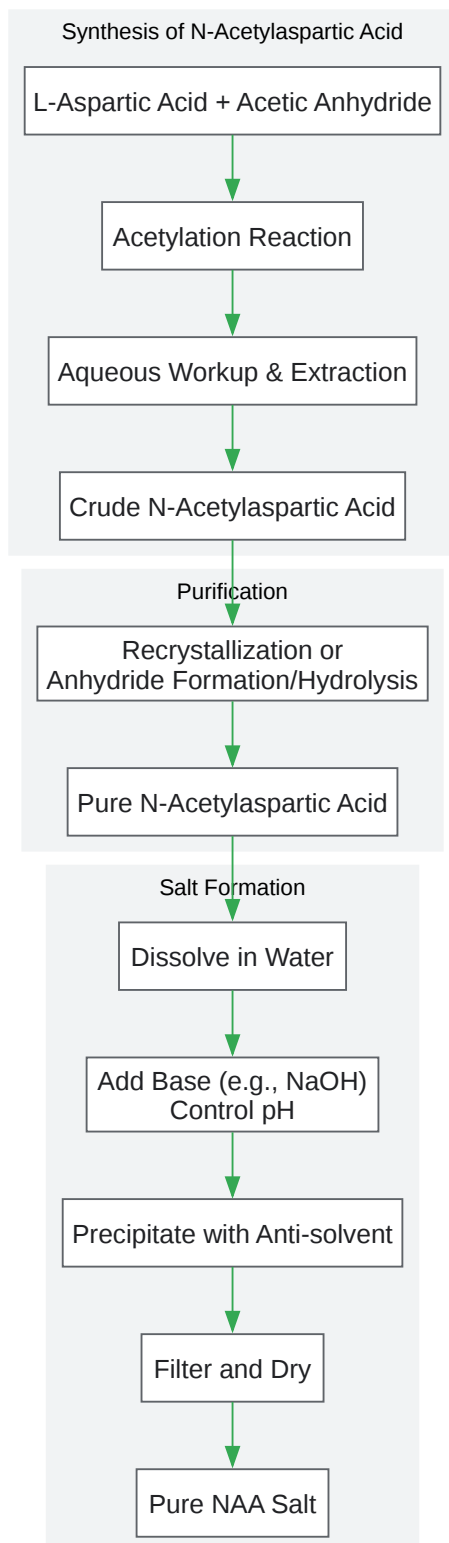 Synthesis of N-Acetylaspartic Acid
L-Aspartic Acid + Acetic Anhydride
Acetylation Reaction
Aqueous Workup & Extraction
Crude N-Acetylaspartic Acid
Purification
Recrystallization or
Anhydride Formation/Hydrolysis
Pure N-Acetylaspartic Acid
Salt Formation
Dissolve in Water
Add Base (e.g., NaOH)
Control pH
Precipitate with Anti-solvent
Filter and Dry
Pure NAA Salt